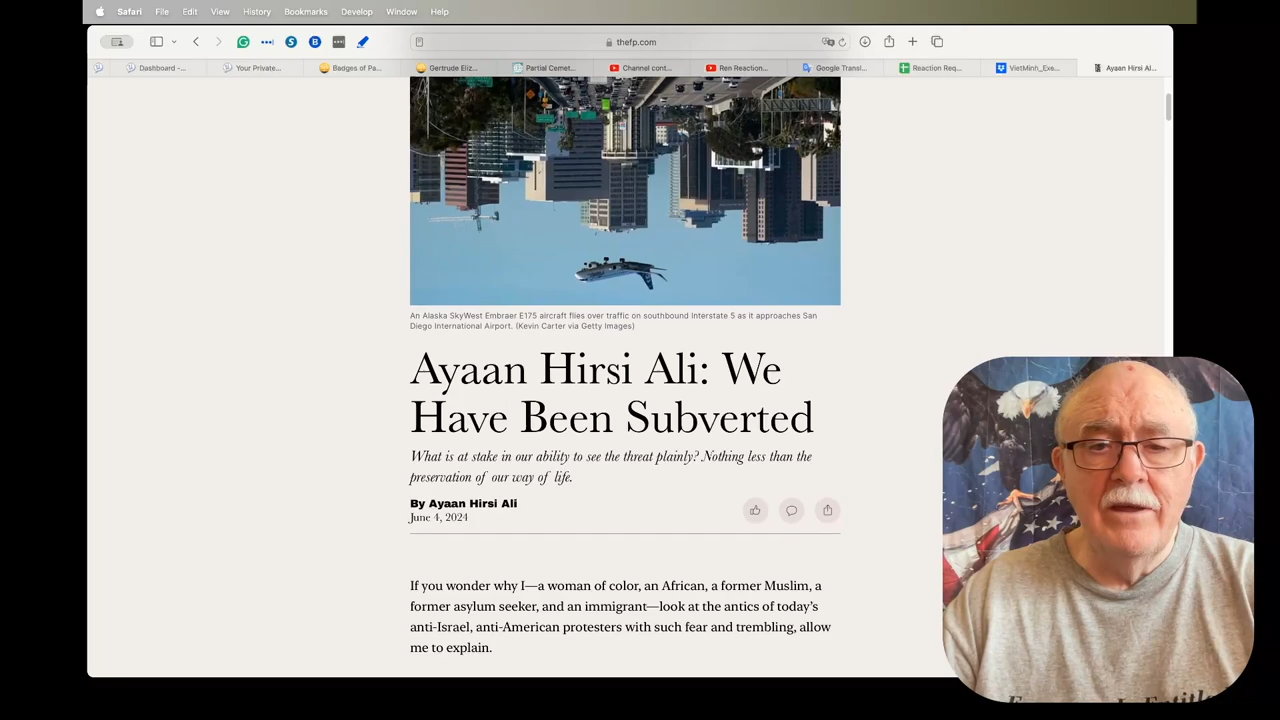 Safari File Edit View History Bookmarks Develop Window Help
thefp.com
Dashboard -... Your Private... Badges of Pa... Gertrude Eliz... Partial Cemet... Channel cont... Ren Reaction... Google Transl... Reaction Req... VietMinh_Exe... Ayaan Hirsi Al...
An Alaska SkyWest Embraer E175 aircraft flies over traffic on southbound Interstate 5 as it approaches San
Diego International Airport. (Kevin Carter via Getty Images)
Ayaan Hirsi Ali: We
Have Been Subverted
What is at stake in our ability to see the threat plainly? Nothing less than the
preservation of our way of life.
By Ayaan Hirsi Ali
June 4, 2024
If you wonder why I—a woman of color, an African, a former Muslim, a
former asylum seeker, and an immigrant—look at the antics of today's
anti-Israel, anti-American protesters with such fear and trembling, allow
me to explain.